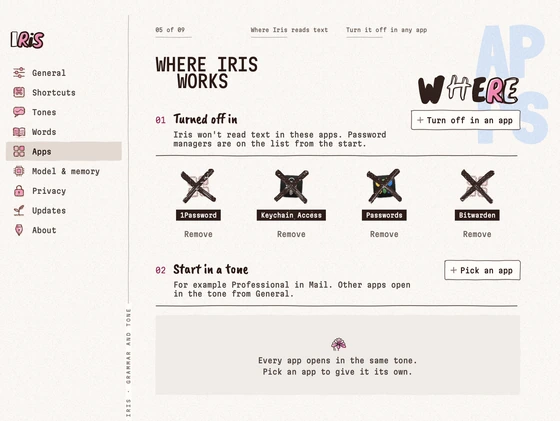 IRiS
General
Shortcuts
Tones
Words
Apps
Model & memory
Privacy
Updates
About
IRIS · GRAMMAR AND TONE
05 of 09
Where Iris reads text
Turn it off in any app
APPS
WHERE IRIS
WORKS
WHERE
01 Turned off in
+ Turn off in an app
Iris won't read text in these apps. Password
managers are on the list from the start.
1Password
Keychain Access
Passwords
Bitwarden
Remove
Remove
Remove
Remove
02 Start in a tone
+ Pick an app
For example Professional in Mail. Other apps open
in the tone from General.
Every app opens in the same tone.
Pick an app to give it its own.